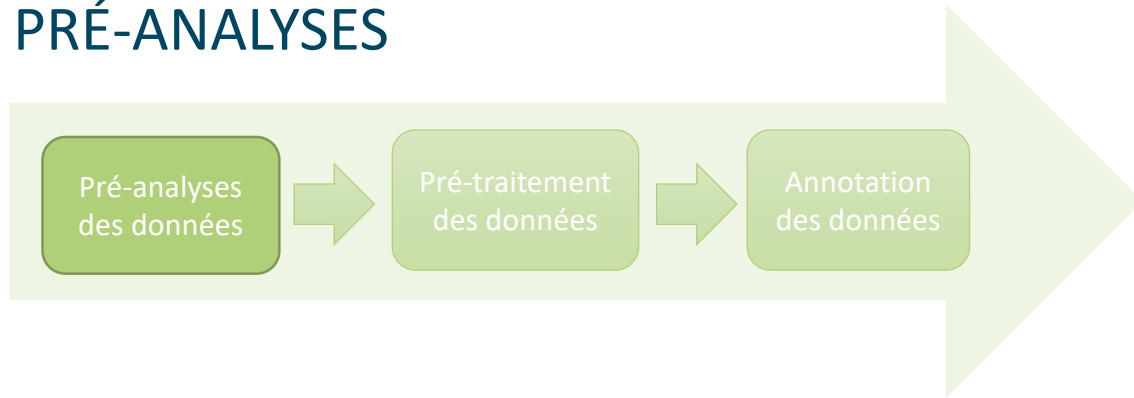 PRÉ-ANALYSES
Pré-analyses
des données
Pré-traitement
des données
Annotation
des données